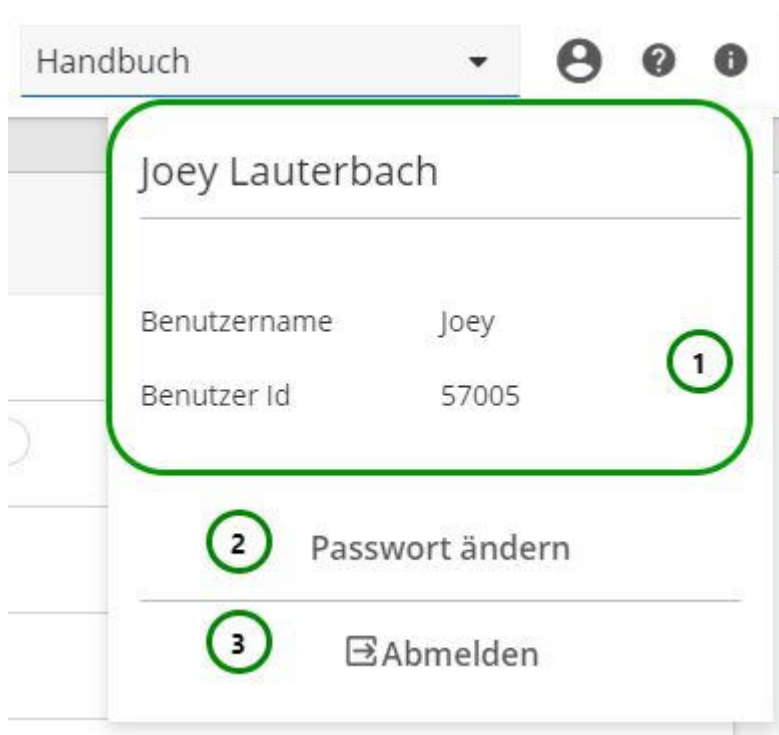 Handbuch
Joey Lauterbach
Benutzername Joey
1
Benutzer Id 57005
2 Passwort ändern
3 Abmelden